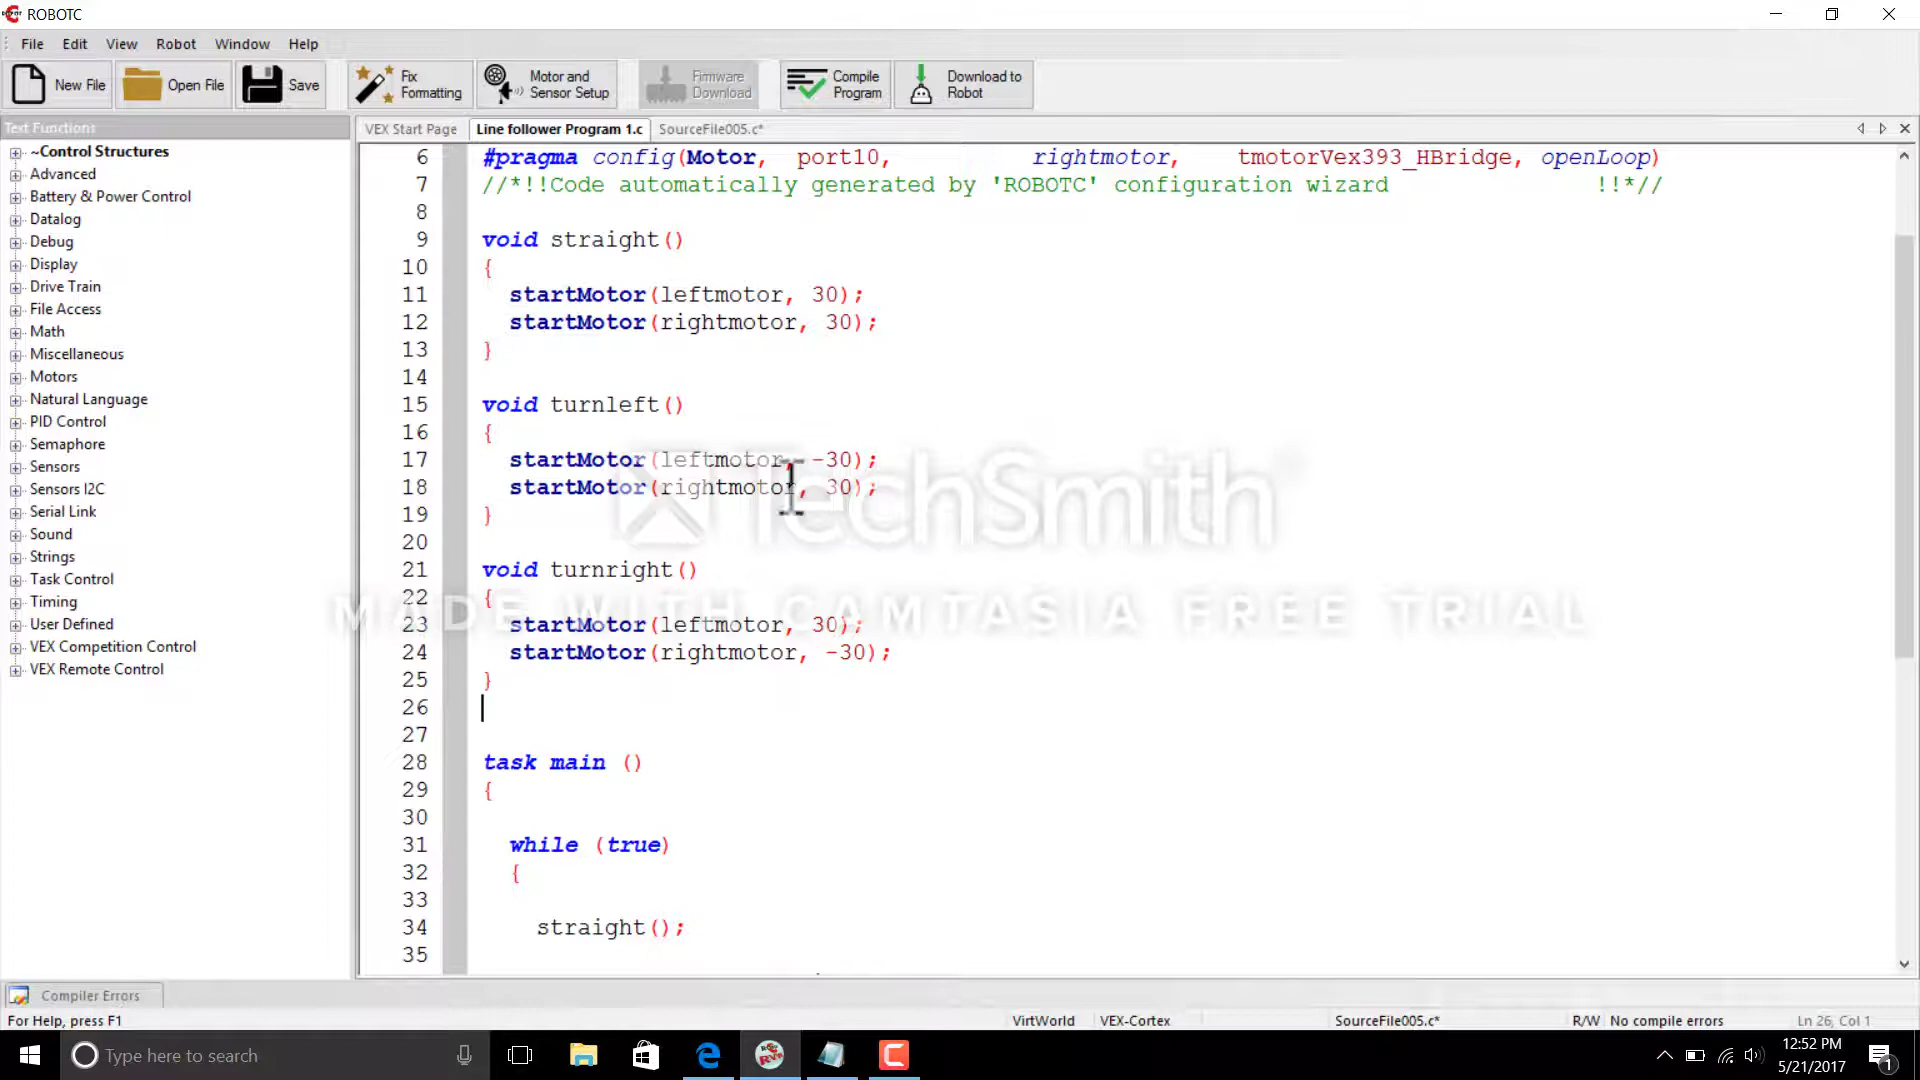 ROBOTC
File Edit View Robot Window Help
New File Open File Save Fix Formatting Motor and Sensor Setup Firmware Download Compile Program Download to Robot
Text Functions
~Control Structures
Advanced
Battery & Power Control
Datalog
Debug
Display
Drive Train
File Access
Math
Miscellaneous
Motors
Natural Language
PID Control
Semaphore
Sensors
Sensors I2C
Serial Link
Sound
Strings
Task Control
Timing
User Defined
VEX Competition Control
VEX Remote Control
VEX Start Page Line follower Program 1.c SourceFile005.c*
6 #pragma config(Motor, port10, rightmotor, tmotorVex393_HBridge, openLoop)
7 //*!!Code automatically generated by 'ROBOTC' configuration wizard !!*//
8
9 void straight()
10 {
11 startMotor(leftmotor, 30);
12 startMotor(rightmotor, 30);
13 }
14
15 void turnleft()
16 {
17 startMotor(leftmotor, -30);
18 startMotor(rightmotor, 30);
19 }
20
21 void turnright()
22 {
23 startMotor(leftmotor, 30);
24 startMotor(rightmotor, -30);
25 }
26
27
28 task main ()
29 {
30
31 while (true)
32 {
33
34 straight();
35
TechSmith
MADE WITH CAMTASIA FREE TRIAL
Compiler Errors
For Help, press F1 VirtWorld VEX-Cortex SourceFile005.c* R/W No compile errors Ln 26, Col 1
Type here to search
12:52 PM
5/21/2017
1